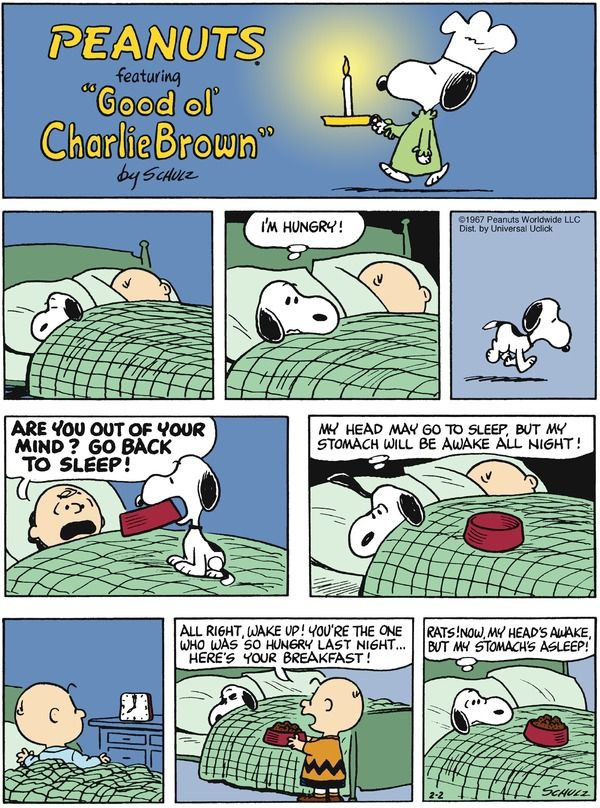 PEANUTS
featuring
"Good ol'
Charlie Brown"
by SCHULZ
I'M HUNGRY!
©1967 Peanuts Worldwide LLC
Dist. by Universal Uclick
ARE YOU OUT OF YOUR
MIND? GO BACK
TO SLEEP!
MY HEAD MAY GO TO SLEEP, BUT MY
STOMACH WILL BE AWAKE ALL NIGHT!
ALL RIGHT, WAKE UP! YOU'RE THE ONE
WHO WAS SO HUNGRY LAST NIGHT...
HERE'S YOUR BREAKFAST!
RATS! NOW, MY HEAD'S AWAKE,
BUT MY STOMACH'S ASLEEP!
2-2
SCHULZ